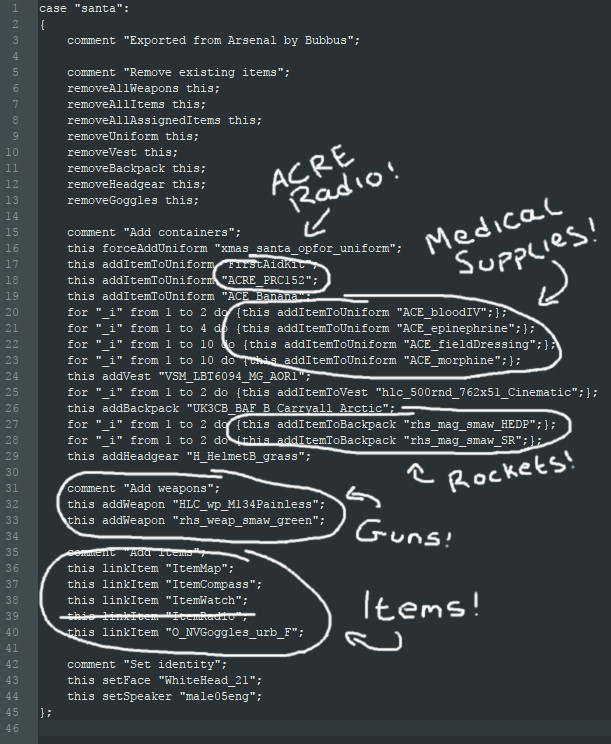 1 case "santa":
2 {
3 comment "Exported from Arsenal by Bubbus";
4
5 comment "Remove existing items";
6 removeAllWeapons this;
7 removeAllItems this;
8 removeAllAssignedItems this;
9 removeUniform this;
10 removeVest this;
11 removeBackpack this;
12 removeHeadgear this;
13 removeGoggles this;
ACRE
Radio!
14
15 comment "Add containers";
16 this forceAddUniform "xmas_santa_opfor_uniform";
Medical
Supplies!
17 this addItemToUniform "FirstAidKit";
18 this addItemToUniform "ACRE_PRC152";
19 this addItemToUniform "ACE_Banana";
20 for "_i" from 1 to 2 do {this addItemToUniform "ACE_bloodIV";};
21 for "_i" from 1 to 4 do {this addItemToUniform "ACE_epinephrine";};
22 for "_i" from 1 to 10 do {this addItemToUniform "ACE_fieldDressing";};
23 for "_i" from 1 to 10 do {this addItemToUniform "ACE_morphine";};
24 this addVest "VSM_LBT6094_MG_AOR1";
25 for "_i" from 1 to 2 do {this addItemToVest "hlc_500rnd_762x51_Cinematic";};
26 this addBackpack "UK3CB_BAF_B_Carryall_Arctic";
27 for "_i" from 1 to 2 do {this addItemToBackpack "rhs_mag_smaw_HEDP";};
28 for "_i" from 1 to 2 do {this addItemToBackpack "rhs_mag_smaw_SR";};
29 this addHeadgear "H_HelmetB_grass";
Rockets!
30
31 comment "Add weapons";
32 this addWeapon "HLC_wp_M134Painless";
33 this addWeapon "rhs_weap_smaw_green";
Guns!
34
35 comment "Add items";
36 this linkItem "ItemMap";
37 this linkItem "ItemCompass";
38 this linkItem "ItemWatch";
39 this linkItem "ItemRadio";
40 this linkItem "O_NVGoggles_urb_F";
Items!
41
42 comment "Set identity";
43 this setFace "WhiteHead_21";
44 this setSpeaker "male05eng";
45 };
46